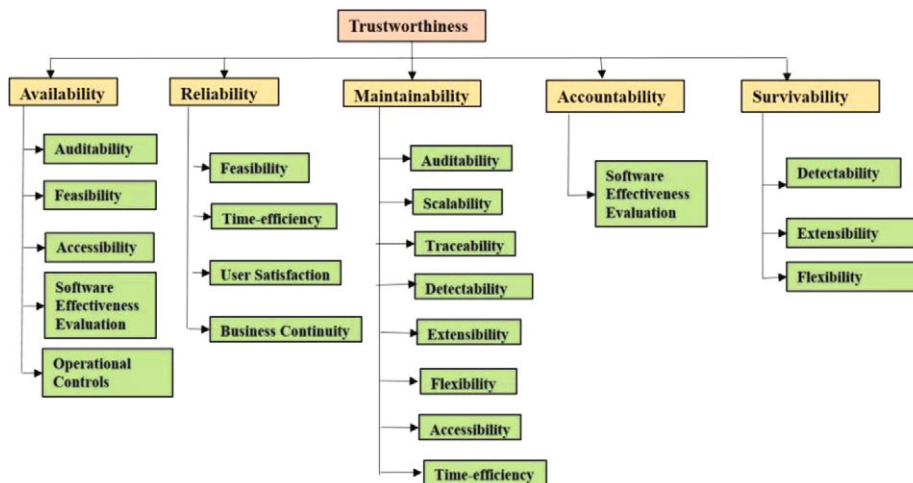 Trustworthiness
Availability
Auditability
Feasibility
Accessibility
Software
Effectiveness
Evaluation
Operational
Controls
Reliability
Feasibility
Time-efficiency
User Satisfaction
Business Continuity
Maintainability
Auditability
Scalability
Traceability
Detectability
Extensibility
Flexibility
Accessibility
Time-efficiency
Accountability
Software
Effectiveness
Evaluation
Survivability
Detectability
Extensibility
Flexibility